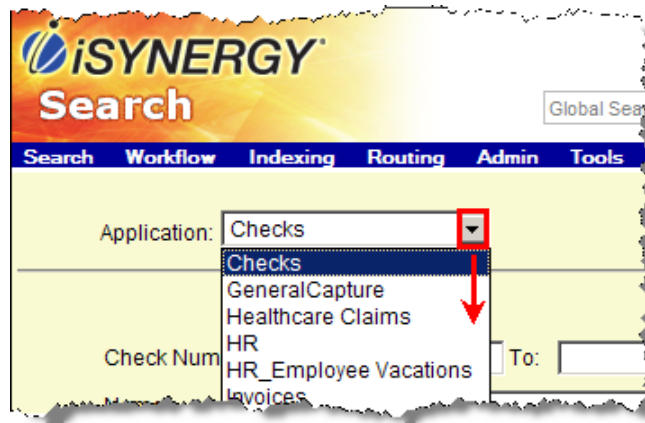 iSYNERGY
Search
Global Sea
Search Workflow Indexing Routing Admin Tools
Application: Checks
Checks
GeneralCapture
Healthcare Claims
HR
Check Num To:
HR_Employee Vacations
Invoices